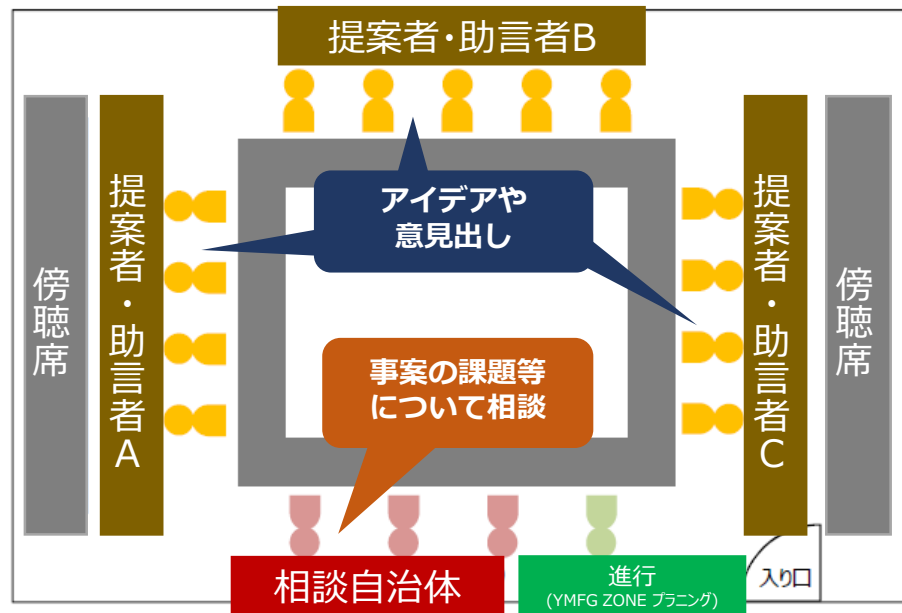 提案者・助言者B
傍聴席
提案者・助言者A
アイデアや
意見出し
提案者・助言者C
傍聴席
事案の課題等
について相談
相談自治体
進行
(YMFG ZONE プラニング)
入り口